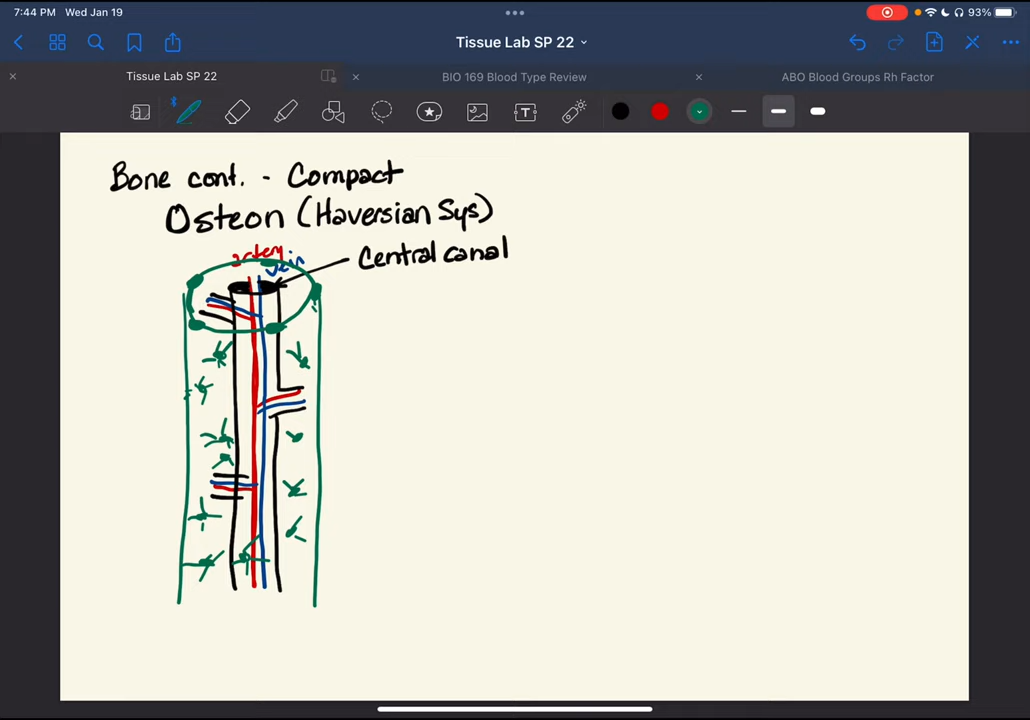 7:44 PM Wed Jan 19
93%
Tissue Lab SP 22
Tissue Lab SP 22
BIO 169 Blood Type Review
ABO Blood Groups Rh Factor
T
Bone cont. - Compact
Osteon (Haversian Sys)
artery
vein
Central canal